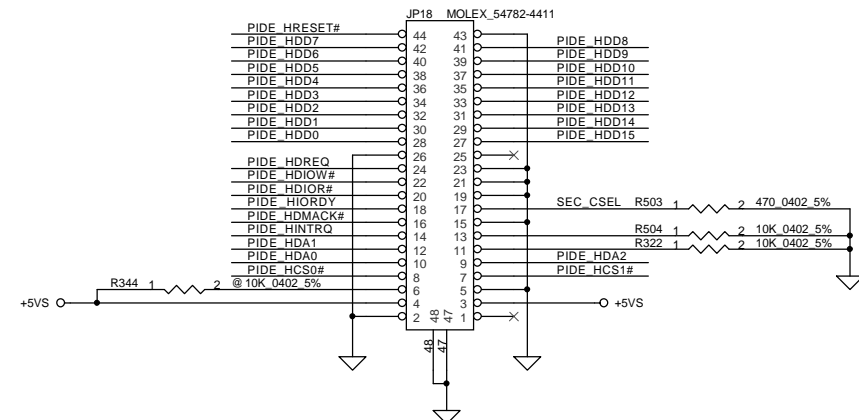 JP18 MOLEX_54782-4411
PIDE_HRESET# 44 43
PIDE_HDD7 42 41 PIDE_HDD8
PIDE_HDD6 40 39 PIDE_HDD9
PIDE_HDD5 38 37 PIDE_HDD10
PIDE_HDD4 36 35 PIDE_HDD11
PIDE_HDD3 34 33 PIDE_HDD12
PIDE_HDD2 32 31 PIDE_HDD13
PIDE_HDD1 30 29 PIDE_HDD14
PIDE_HDD0 28 27 PIDE_HDD15
26 25
PIDE_HDREQ 24 23
PIDE_HDIOW# 22 21
PIDE_HDIOR# 20 19
PIDE_HIORDY 18 17 SEC_CSEL R503 1 2 470_0402_5%
PIDE_HDMACK# 16 15
PIDE_HINTRQ 14 13 R504 1 2 10K_0402_5%
PIDE_HDA1 12 11 R322 1 2 10K_0402_5%
PIDE_HDA0 10 9 PIDE_HDA2
PIDE_HCS0# 8 7 PIDE_HCS1#
R344 1 2 @10K_0402_5% 6 5
+5VS 4 3 +5VS
2 1
48 47
48 47